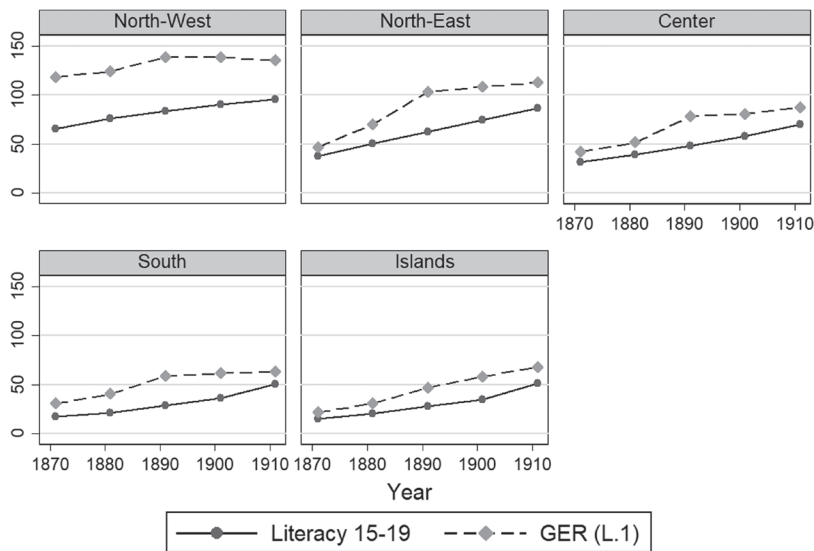 North-West
North-East
Center
150
100
50
0
1870 1880 1890 1900 1910
South
Islands
150
100
50
0
1870 1880 1890 1900 1910
1870 1880 1890 1900 1910
Year
Literacy 15-19
GER (L.1)